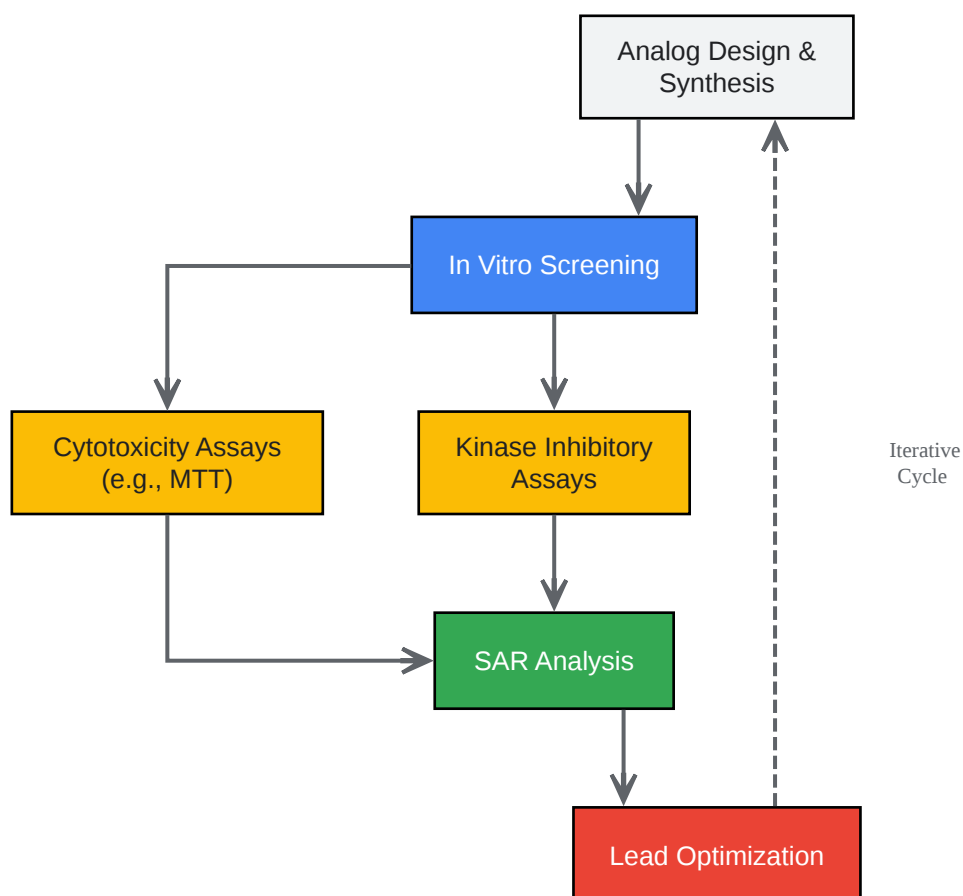 Analog Design &
Synthesis
In Vitro Screening
Cytotoxicity Assays
(e.g., MTT)
Kinase Inhibitory
Assays
Iterative
Cycle
SAR Analysis
Lead Optimization